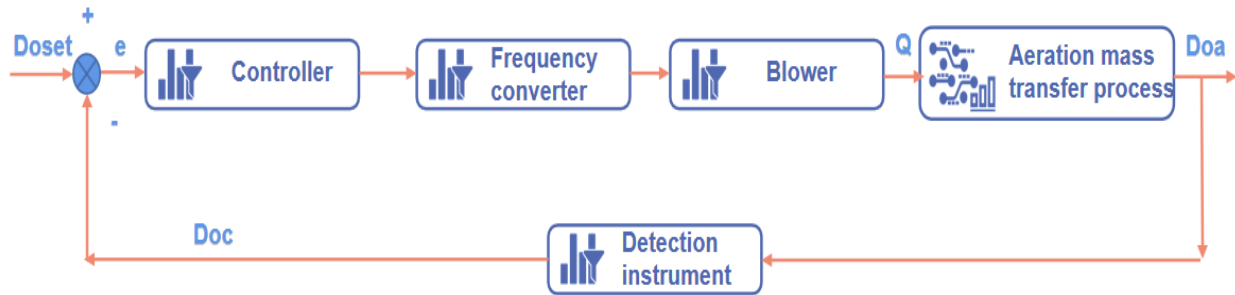 +
Doset
e
Controller
Frequency
converter
Blower
Q
Aeration mass
transfer process
Doa
-
Doc
Detection
instrument